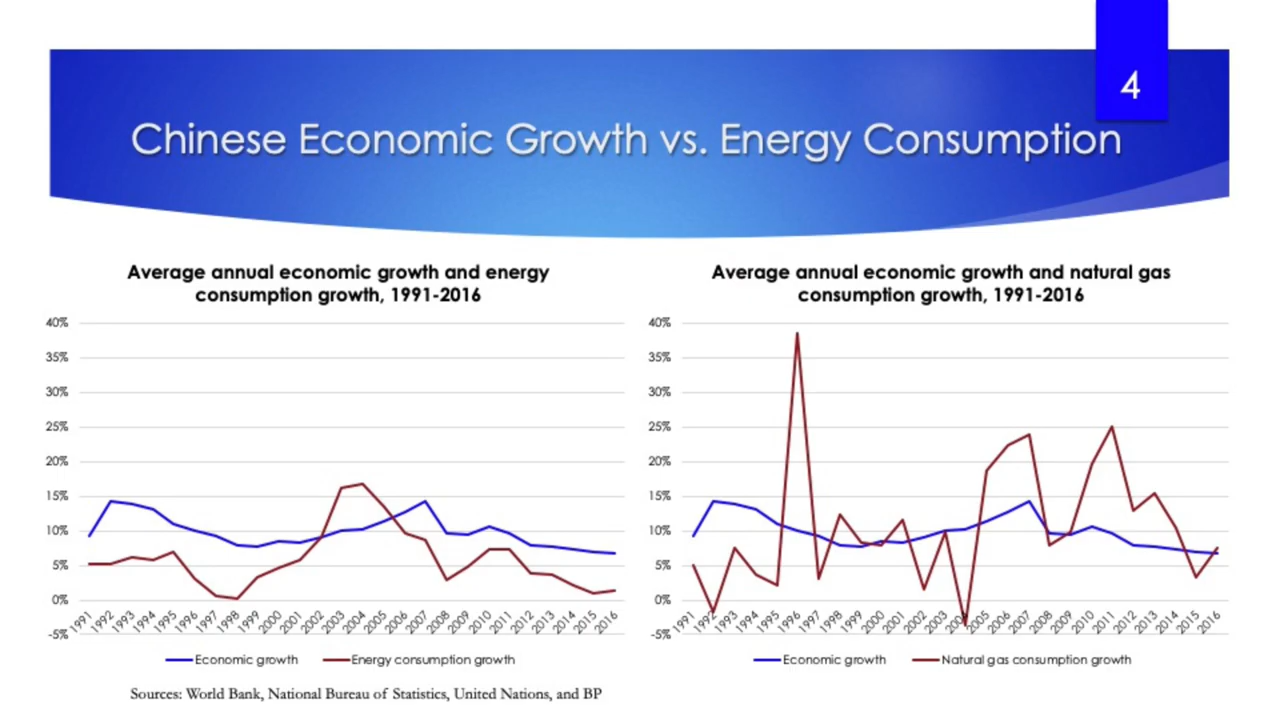 4
Chinese Economic Growth vs. Energy Consumption
Average annual economic growth and energy
consumption growth, 1991-2016
40%
35%
30%
25%
20%
15%
10%
5%
0%
-5%
1991 1992 1993 1994 1995 1996 1997 1998 1999 2000 2001 2002 2003 2004 2005 2006 2007 2008 2009 2010 2011 2012 2013 2014 2015 2016
Economic growth Energy consumption growth
Average annual economic growth and natural gas
consumption growth, 1991-2016
40%
35%
30%
25%
20%
15%
10%
5%
0%
-5%
1991 1992 1993 1994 1995 1996 1997 1998 1999 2000 2001 2002 2003 2004 2005 2006 2007 2008 2009 2010 2011 2012 2013 2014 2015 2016
Economic growth Natural gas consumption growth
Sources: World Bank, National Bureau of Statistics, United Nations, and BP